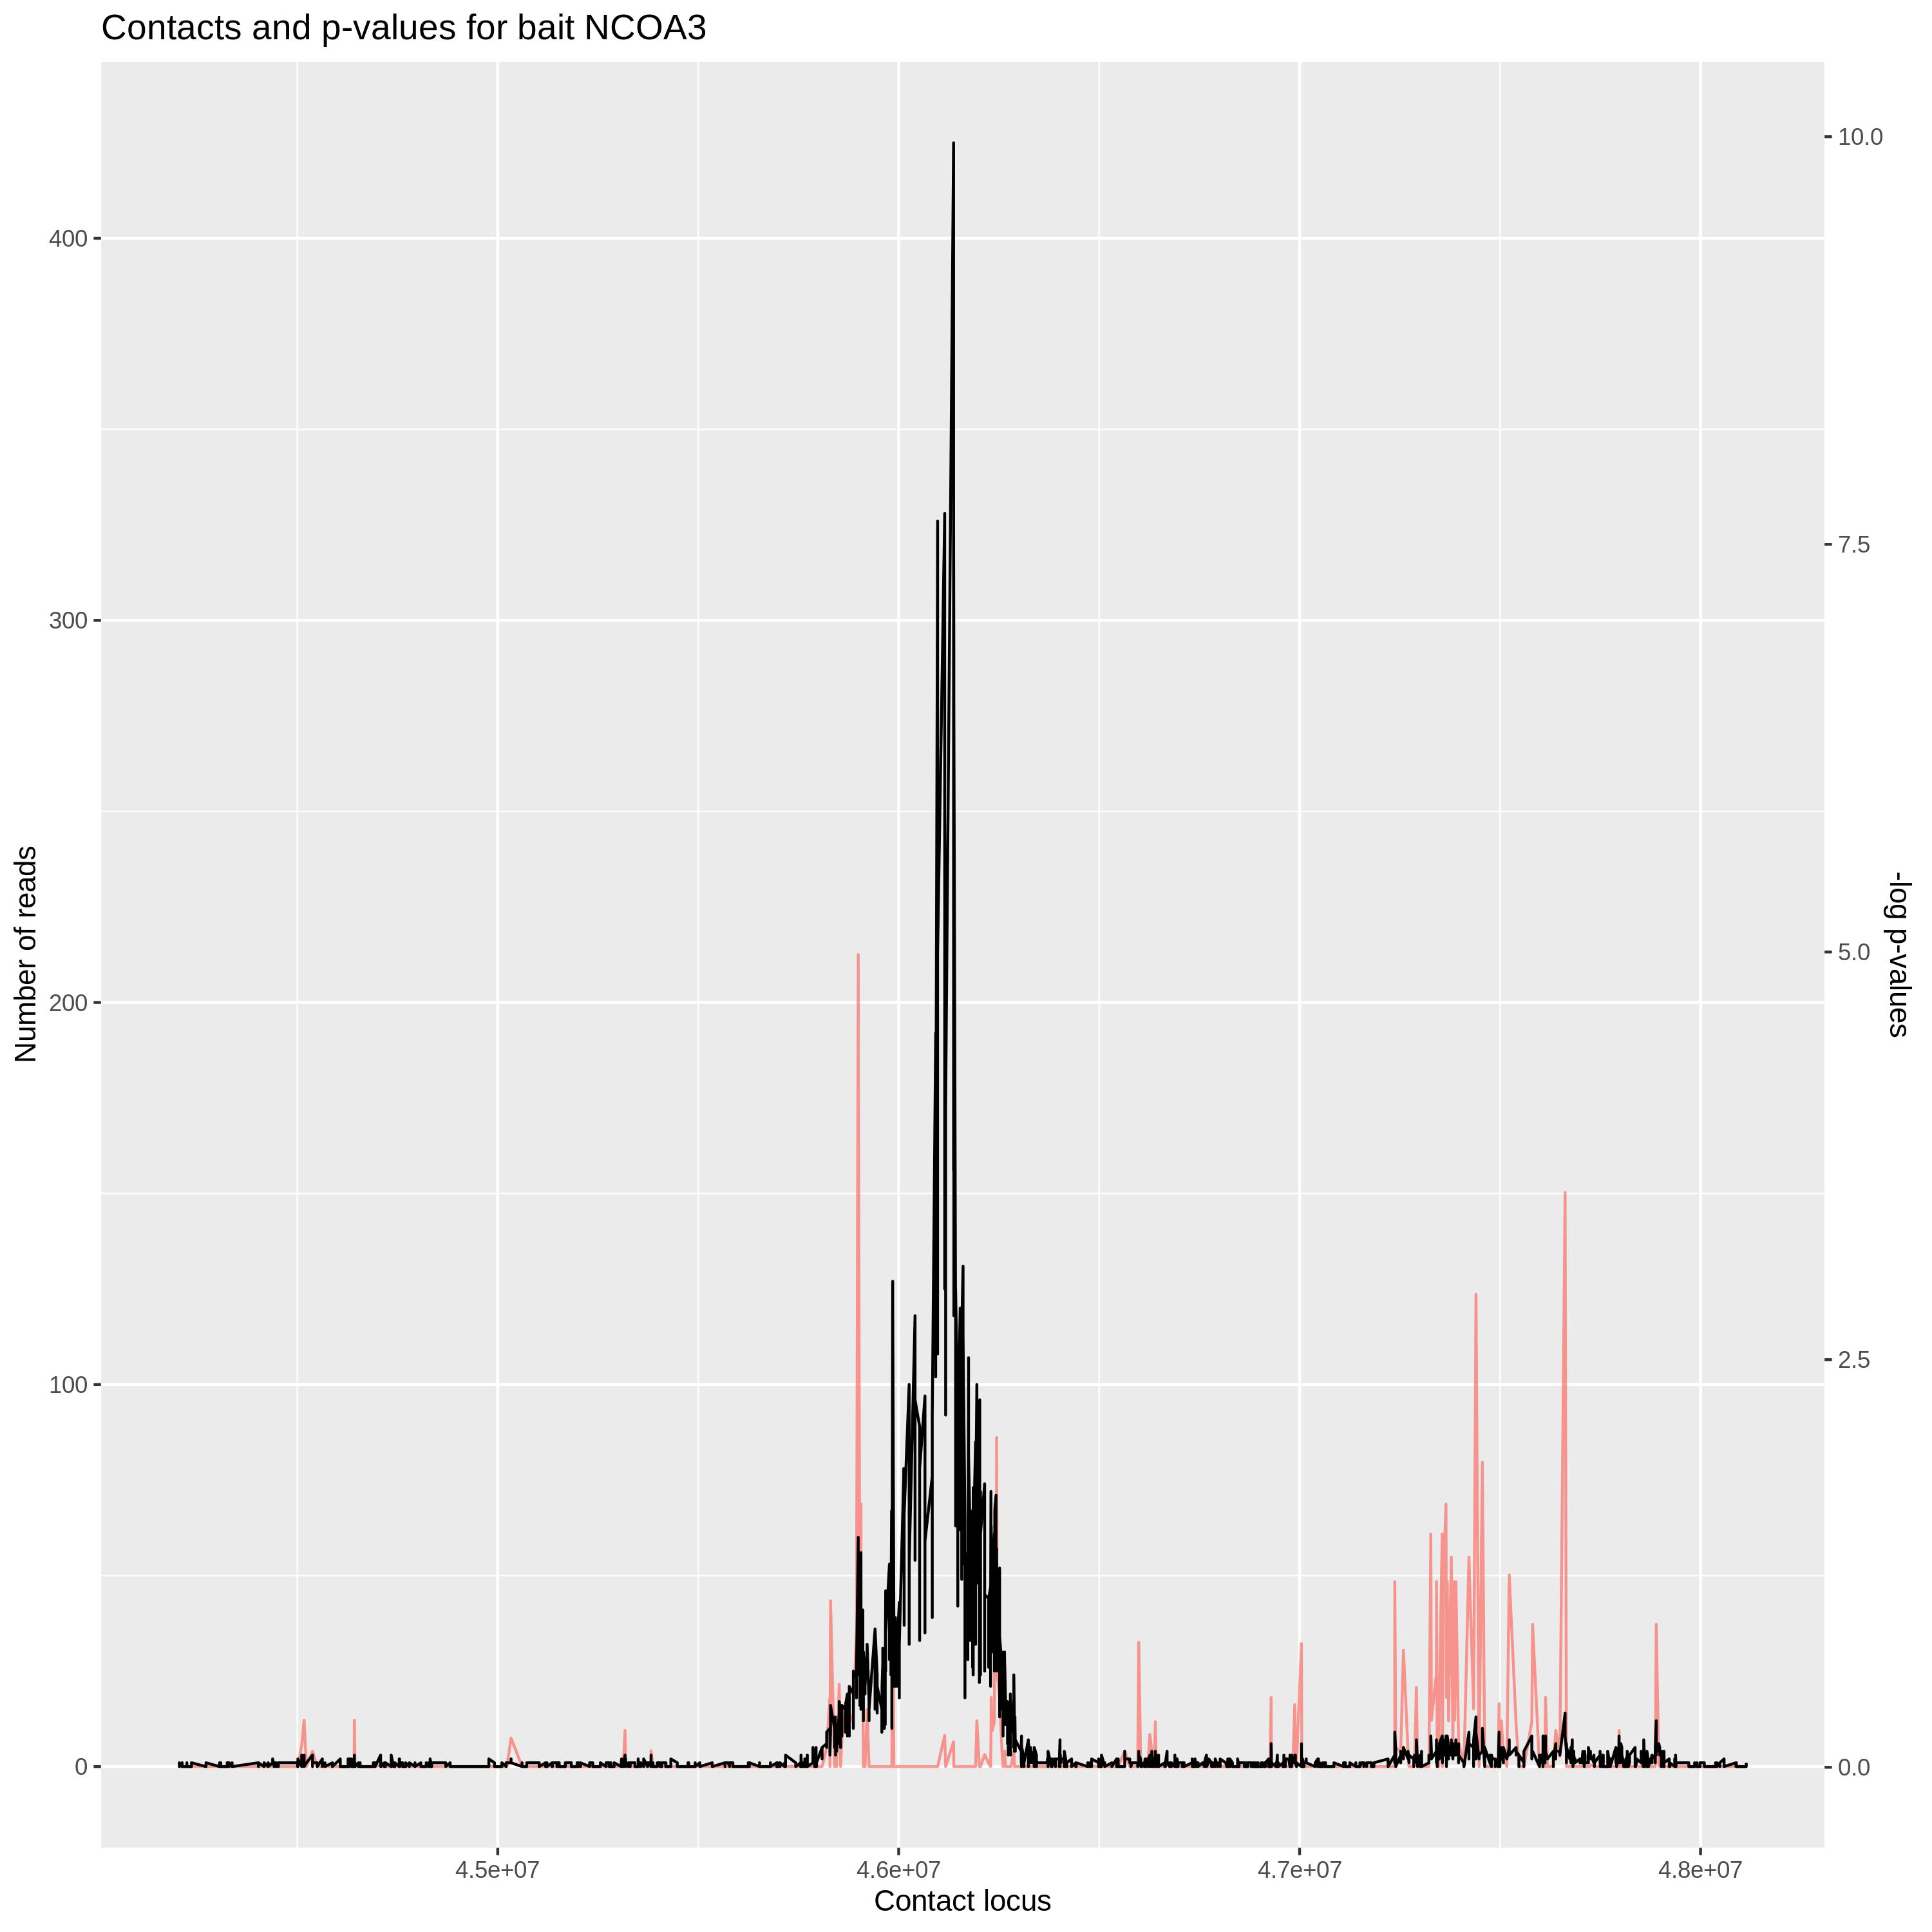 Contacts and p-values for bait NCOA3
10.0
400
7.5
300
Number of reads
-log p-values
5.0
200
2.5
100
0
0.0
4.5e+07
4.6e+07
4.7e+07
4.8e+07
Contact locus